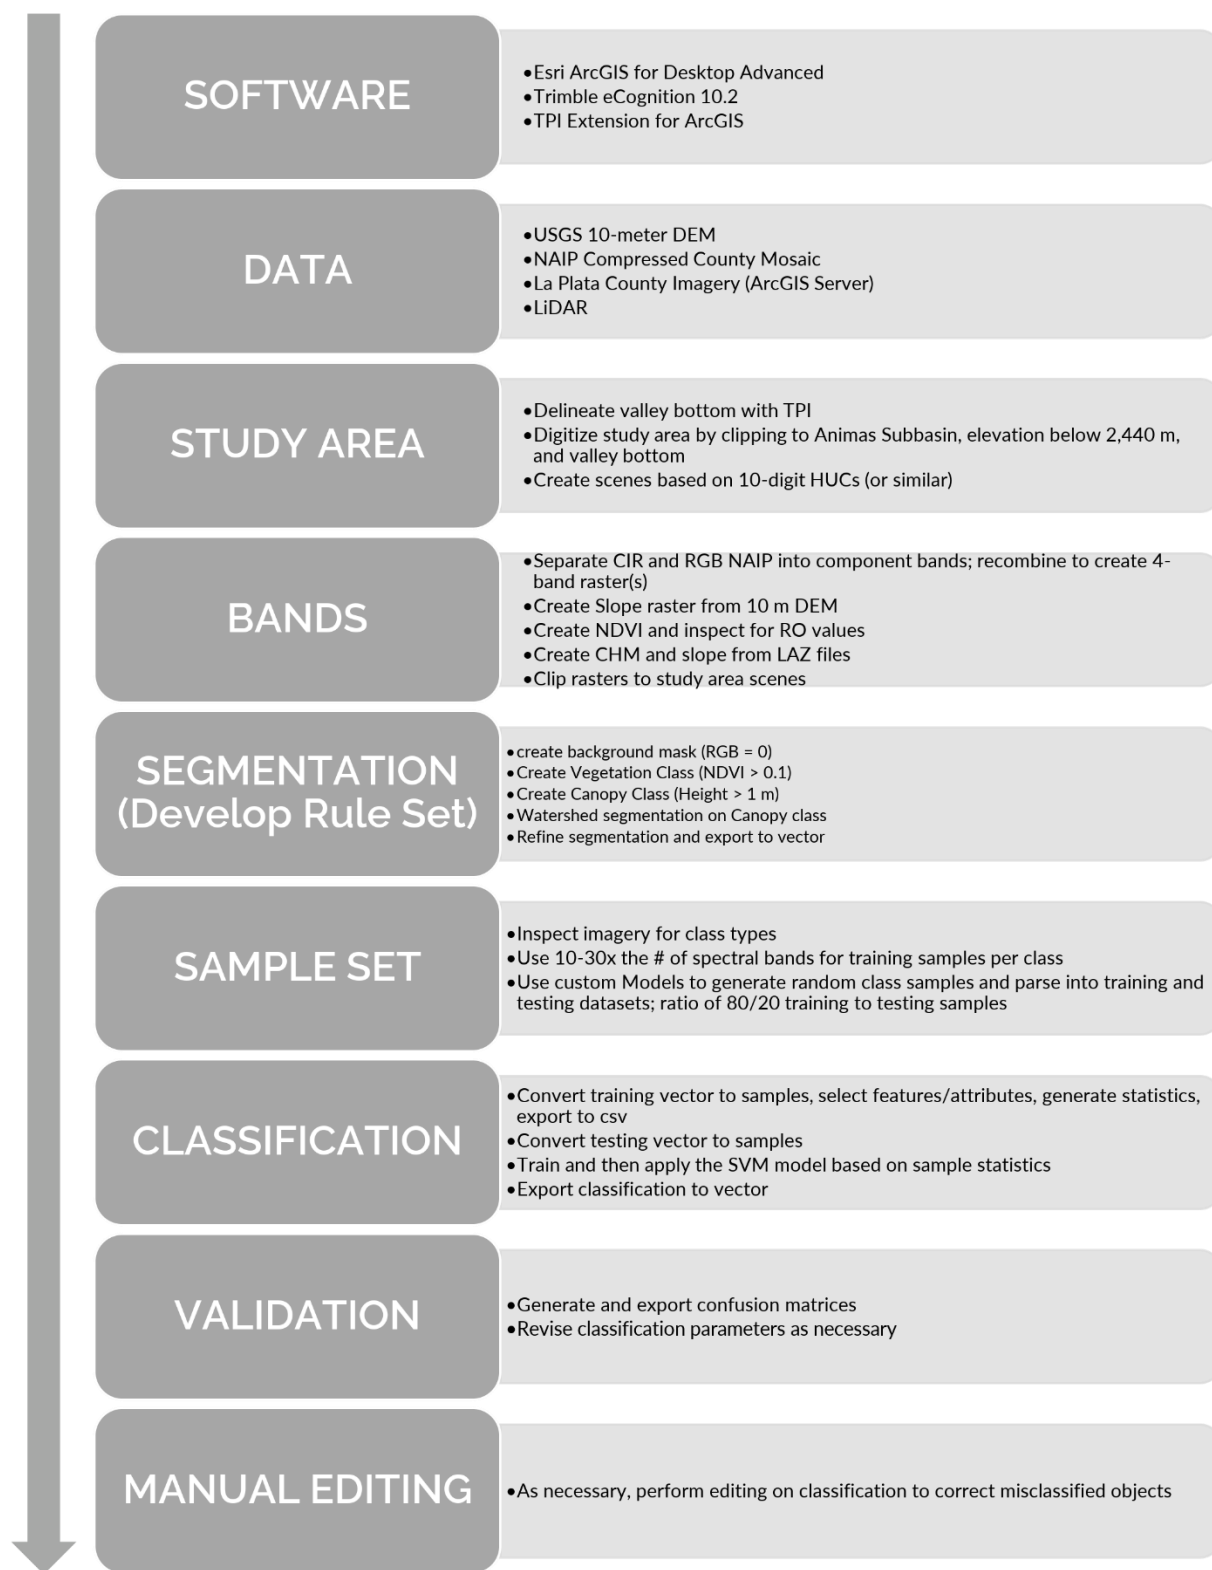 SOFTWARE
•Esri ArcGIS for Desktop Advanced
•Trimble eCognition 10.2
•TPI Extension for ArcGIS
DATA
•USGS 10-meter DEM
•NAIP Compressed County Mosaic
•La Plata County Imagery (ArcGIS Server)
•LiDAR
STUDY AREA
•Delineate valley bottom with TPI
•Digitize study area by clipping to Animas Subbasin, elevation below 2,440 m,
and valley bottom
•Create scenes based on 10-digit HUCs (or similar)
BANDS
•Separate CIR and RGB NAIP into component bands; recombine to create 4-
band raster(s)
•Create Slope raster from 10 m DEM
•Create NDVI and inspect for RO values
•Create CHM and slope from LAZ files
•Clip rasters to study area scenes
SEGMENTATION
(Develop Rule Set)
•create background mask (RGB = 0)
•Create Vegetation Class (NDVI > 0.1)
•Create Canopy Class (Height > 1 m)
•Watershed segmentation on Canopy class
•Refine segmentation and export to vector
SAMPLE SET
•Inspect imagery for class types
•Use 10-30x the # of spectral bands for training samples per class
•Use custom Models to generate random class samples and parse into training and
testing datasets; ratio of 80/20 training to testing samples
CLASSIFICATION
•Convert training vector to samples, select features/attributes, generate statistics,
export to csv
•Convert testing vector to samples
•Train and then apply the SVM model based on sample statistics
•Export classification to vector
VALIDATION
•Generate and export confusion matrices
•Revise classification parameters as necessary
MANUAL EDITING
•As necessary, perform editing on classification to correct misclassified objects